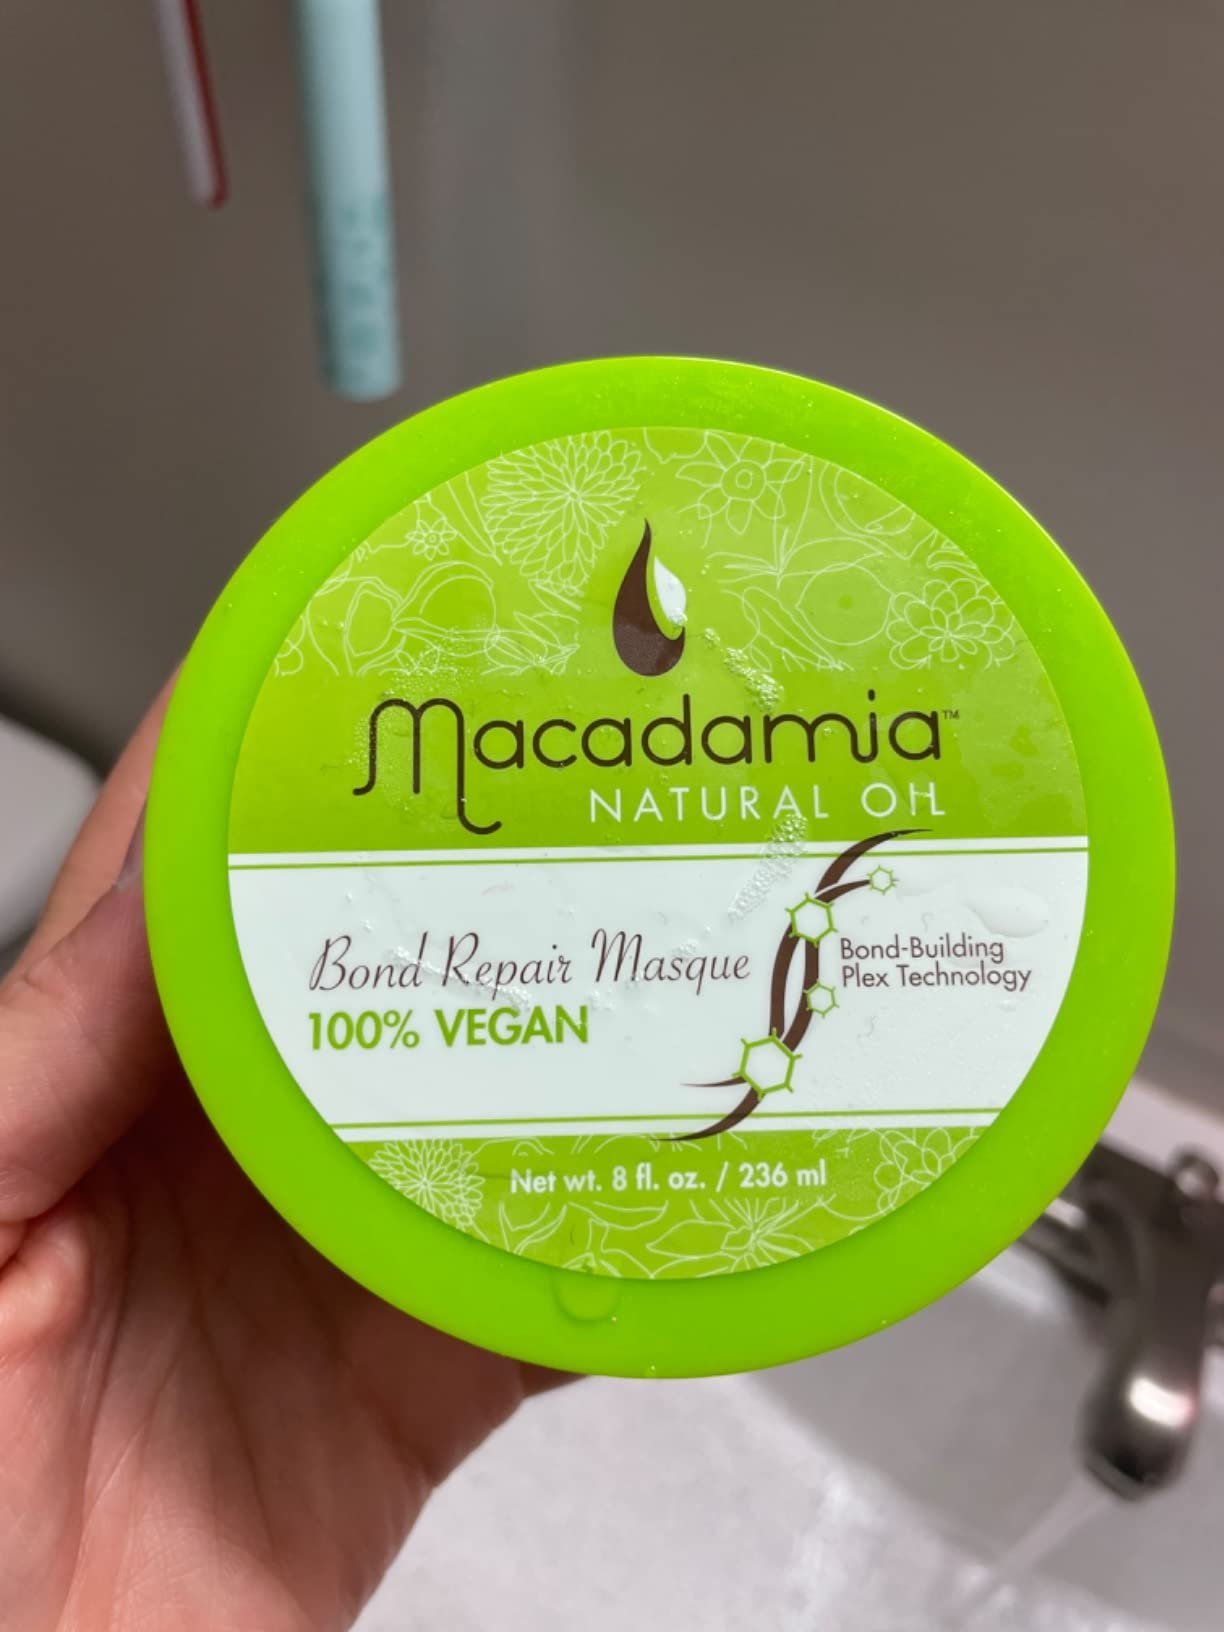 Macadamia™
NATURAL OIL
Bond Repair Masque
100% VEGAN
Bond-Building
Plex Technology
Net wt. 8 fl. oz. / 236 ml